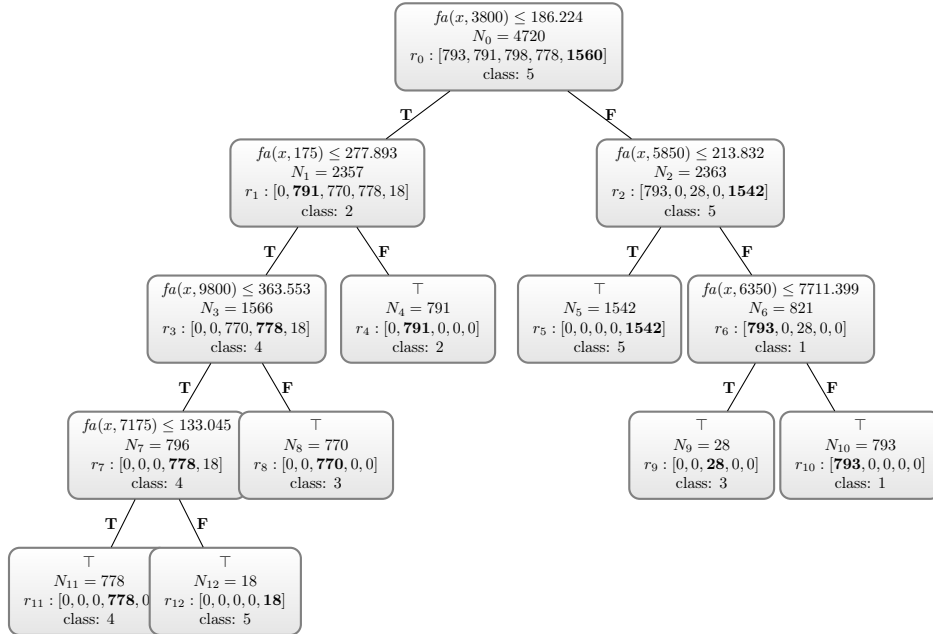 fa(x, 3800) ≤ 186.224
N₀ = 4720
r₀ : [793, 791, 798, 778, 1560]
class: 5
T
F
fa(x, 175) ≤ 277.893
N₁ = 2357
r₁ : [0, 791, 770, 778, 18]
class: 2
fa(x, 5850) ≤ 213.832
N₂ = 2363
r₂ : [793, 0, 28, 0, 1542]
class: 5
T
F
T
F
fa(x, 9800) ≤ 363.553
N₃ = 1566
r₃ : [0, 0, 770, 778, 18]
class: 4
⊤
N₄ = 791
r₄ : [0, 791, 0, 0, 0]
class: 2
⊤
N₅ = 1542
r₅ : [0, 0, 0, 0, 1542]
class: 5
fa(x, 6350) ≤ 7711.399
N₆ = 821
r₆ : [793, 0, 28, 0, 0]
class: 1
T
F
T
F
fa(x, 7175) ≤ 133.045
N₇ = 796
r₇ : [0, 0, 0, 778, 18]
class: 4
⊤
N₈ = 770
r₈ : [0, 0, 770, 0, 0]
class: 3
⊤
N₉ = 28
r₉ : [0, 0, 28, 0, 0]
class: 3
⊤
N₁₀ = 793
r₁₀ : [793, 0, 0, 0, 0]
class: 1
T
F
⊤
N₁₁ = 778
r₁₁ : [0, 0, 0, 778, 0
class: 4
⊤
N₁₂ = 18
r₁₂ : [0, 0, 0, 0, 18]
class: 5